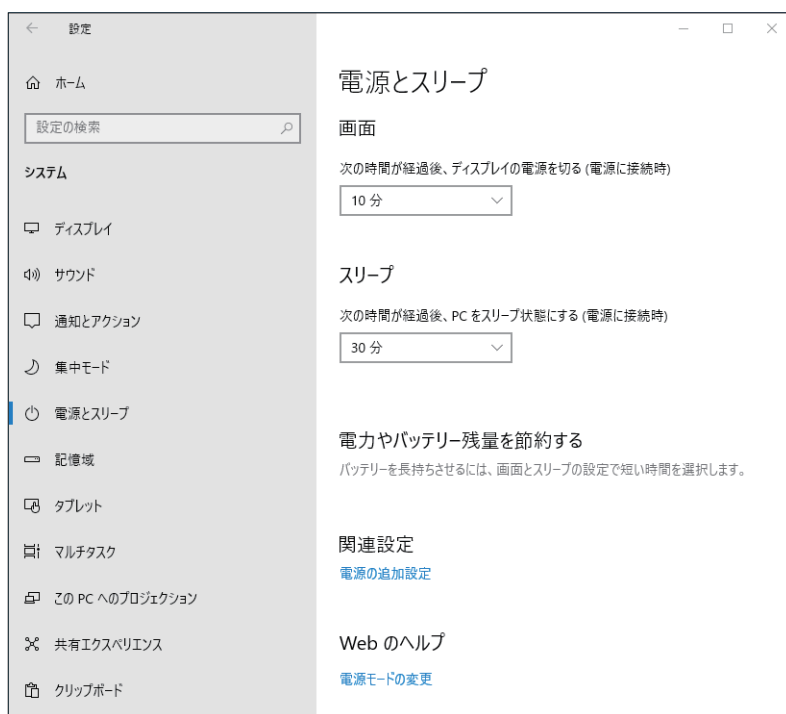 設定
ホーム
設定の検索
システム
ディスプレイ
サウンド
通知とアクション
集中モード
電源とスリープ
記憶域
タブレット
マルチタスク
この PC へのプロジェクション
共有エクスペリエンス
クリップボード
電源とスリープ
画面
次の時間が経過後、ディスプレイの電源を切る (電源に接続時)
10 分
スリープ
次の時間が経過後、PC をスリープ状態にする (電源に接続時)
30 分
電力やバッテリー残量を節約する
バッテリーを長持ちさせるには、画面とスリープの設定で短い時間を選択します。
関連設定
電源の追加設定
Web のヘルプ
電源モードの変更